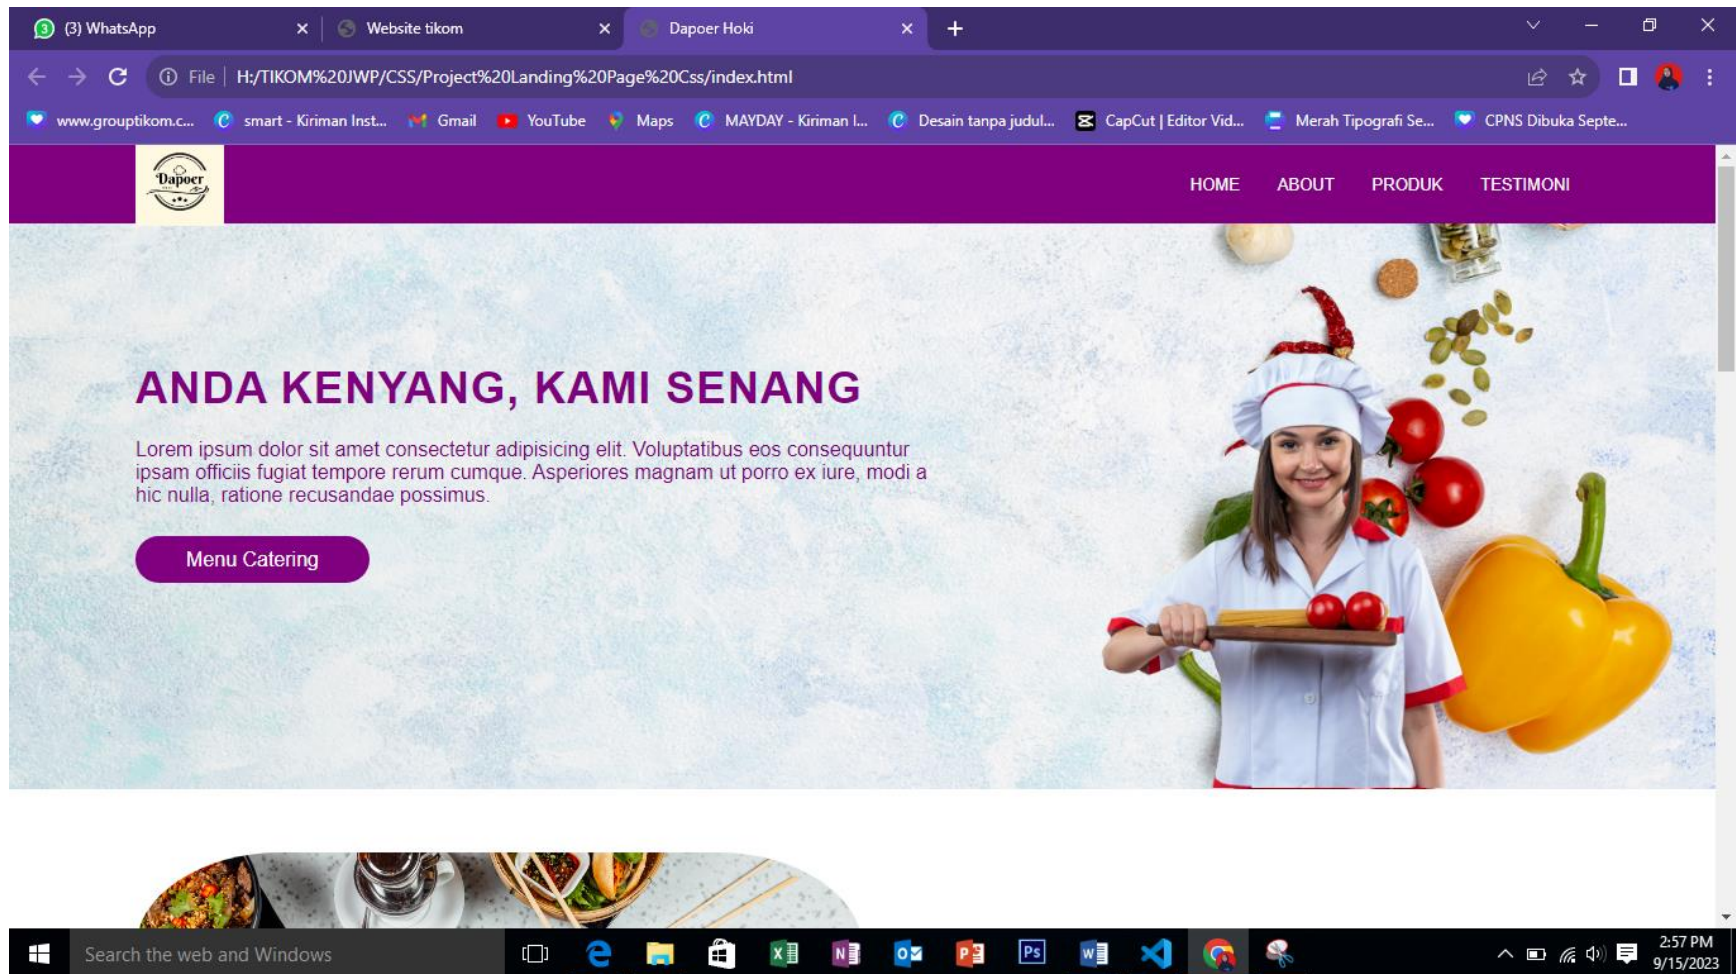 (3) WhatsApp
Website tikom
Dapoer Hoki
File
H:/TIKOM%20JWP/CSS/Project%20Landing%20Page%20Css/index.html
www.grouptikom.c...
smart - Kiriman Inst...
Gmail
YouTube
Maps
MAYDAY - Kiriman I...
Desain tanpa judul...
CapCut | Editor Vid...
Merah Tipografi Se...
CPNS Dibuka Septe...
Dapoer
HOME
ABOUT
PRODUK
TESTIMONI
ANDA KENYANG, KAMI SENANG
Lorem ipsum dolor sit amet consectetur adipisicing elit. Voluptatibus eos consequuntur
ipsam officiis fugiat tempore rerum cumque. Asperiores magnam ut porro ex iure, modi a
hic nulla, ratione recusandae possimus.
Menu Catering
Search the web and Windows
2:57 PM
9/15/2023